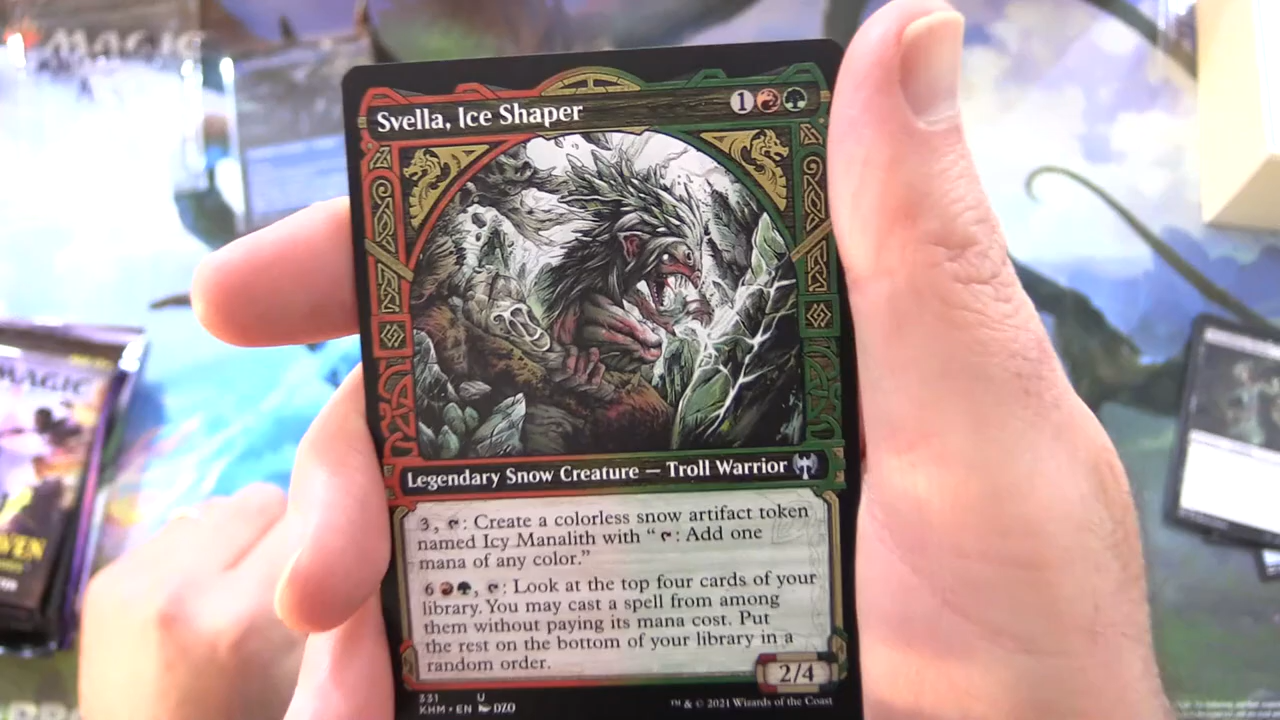 MAGIC
Svella, Ice Shaper
1
Legendary Snow Creature — Troll Warrior
3, : Create a colorless snow artifact token
named Icy Manalith with “ : Add one
mana of any color.”
6 , : Look at the top four cards of your
library. You may cast a spell from among
them without paying its mana cost. Put
the rest on the bottom of your library in a
random order.
2/4
331 U
KHM • EN DZO
™ & © 2021 Wizards of the Coast
MAGIC